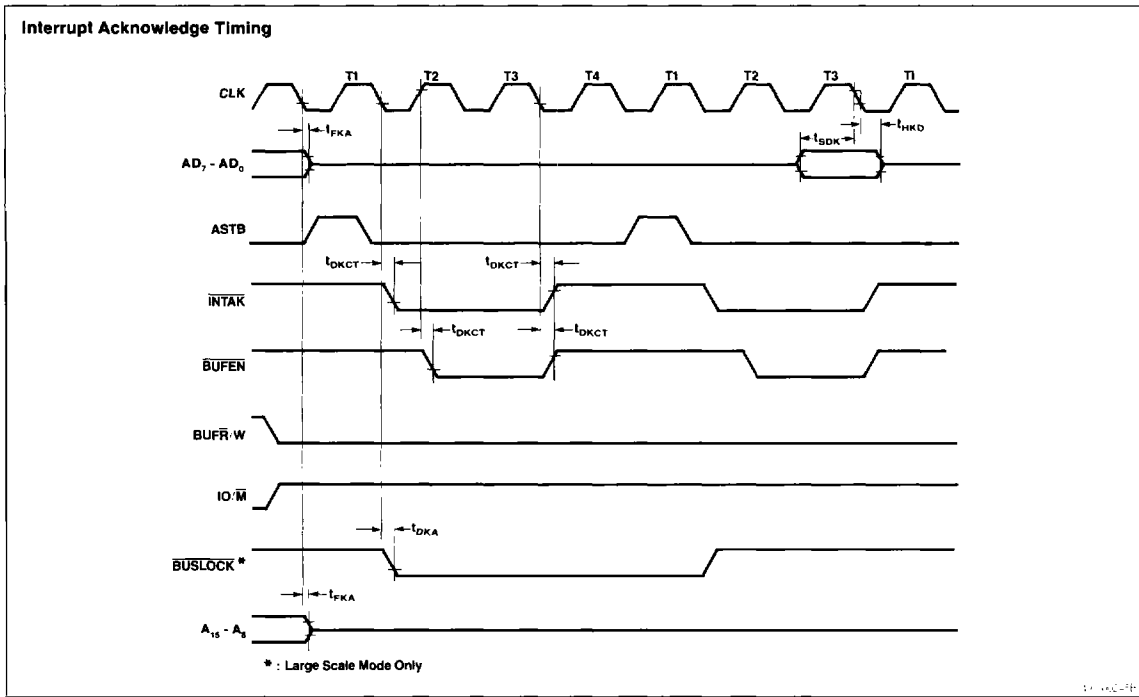 Interrupt Acknowledge Timing
T1 T2 T3 T4 T1 T2 T3 TI
CLK
tFKA
tHKD
tSDK
AD7 - AD0
ASTB
tDKCT tDKCT
INTAK
tDKCT tDKCT
BUFEN
BUFR/W
IO/M
tDKA
BUSLOCK *
tFKA
A15 - A8
* : Large Scale Mode Only